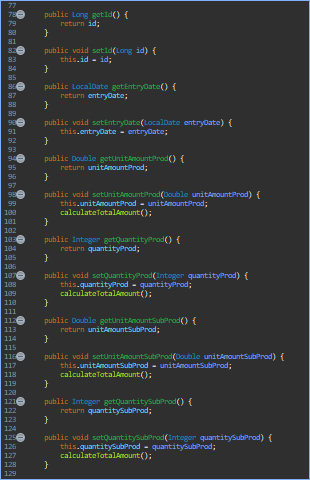 77
78 public Long getId() {
79 return id;
80 }
81
82 public void setId(Long id) {
83 this.id = id;
84 }
85
86 public LocalDate getEntryDate() {
87 return entryDate;
88 }
89
90 public void setEntryDate(LocalDate entryDate) {
91 this.entryDate = entryDate;
92 }
93
94 public Double getUnitAmountProd() {
95 return unitAmountProd;
96 }
97
98 public void setUnitAmountProd(Double unitAmountProd) {
99 this.unitAmountProd = unitAmountProd;
100 calculateTotalAmount();
101 }
102
103 public Integer getQuantityProd() {
104 return quantityProd;
105 }
106
107 public void setQuantityProd(Integer quantityProd) {
108 this.quantityProd = quantityProd;
109 calculateTotalAmount();
110 }
111
112 public Double getUnitAmountSubProd() {
113 return unitAmountSubProd;
114 }
115
116 public void setUnitAmountSubProd(Double unitAmountSubProd) {
117 this.unitAmountSubProd = unitAmountSubProd;
118 calculateTotalAmount();
119 }
120
121 public Integer getQuantitySubProd() {
122 return quantitySubProd;
123 }
124
125 public void setQuantitySubProd(Integer quantitySubProd) {
126 this.quantitySubProd = quantitySubProd;
127 calculateTotalAmount();
128 }
129